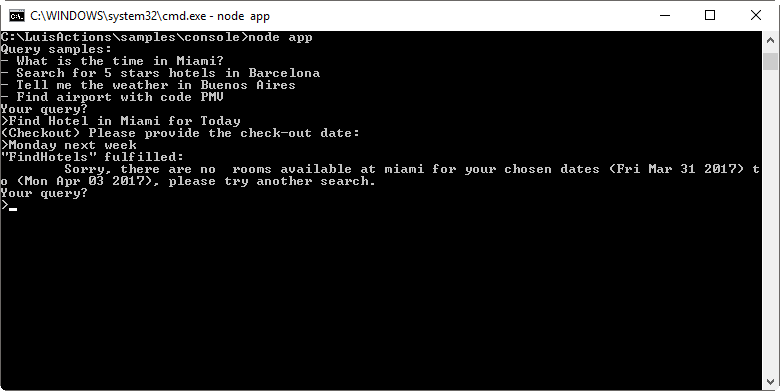 C:\WINDOWS\system32\cmd.exe - node  app
C:\LuisActions\samples\console>node app
Query samples:
- What is the time in Miami?
- Search for 5 stars hotels in Barcelona
- Tell me the weather in Buenos Aires
- Find airport with code PMV
Your query?
>Find Hotel in Miami for Today
(Checkout) Please provide the check-out date:
>Monday next week
"FindHotels" fulfilled:
        Sorry, there are no  rooms available at miami for your chosen dates (Fri Mar 31 2017) t
o (Mon Apr 03 2017), please try another search.
Your query?
>